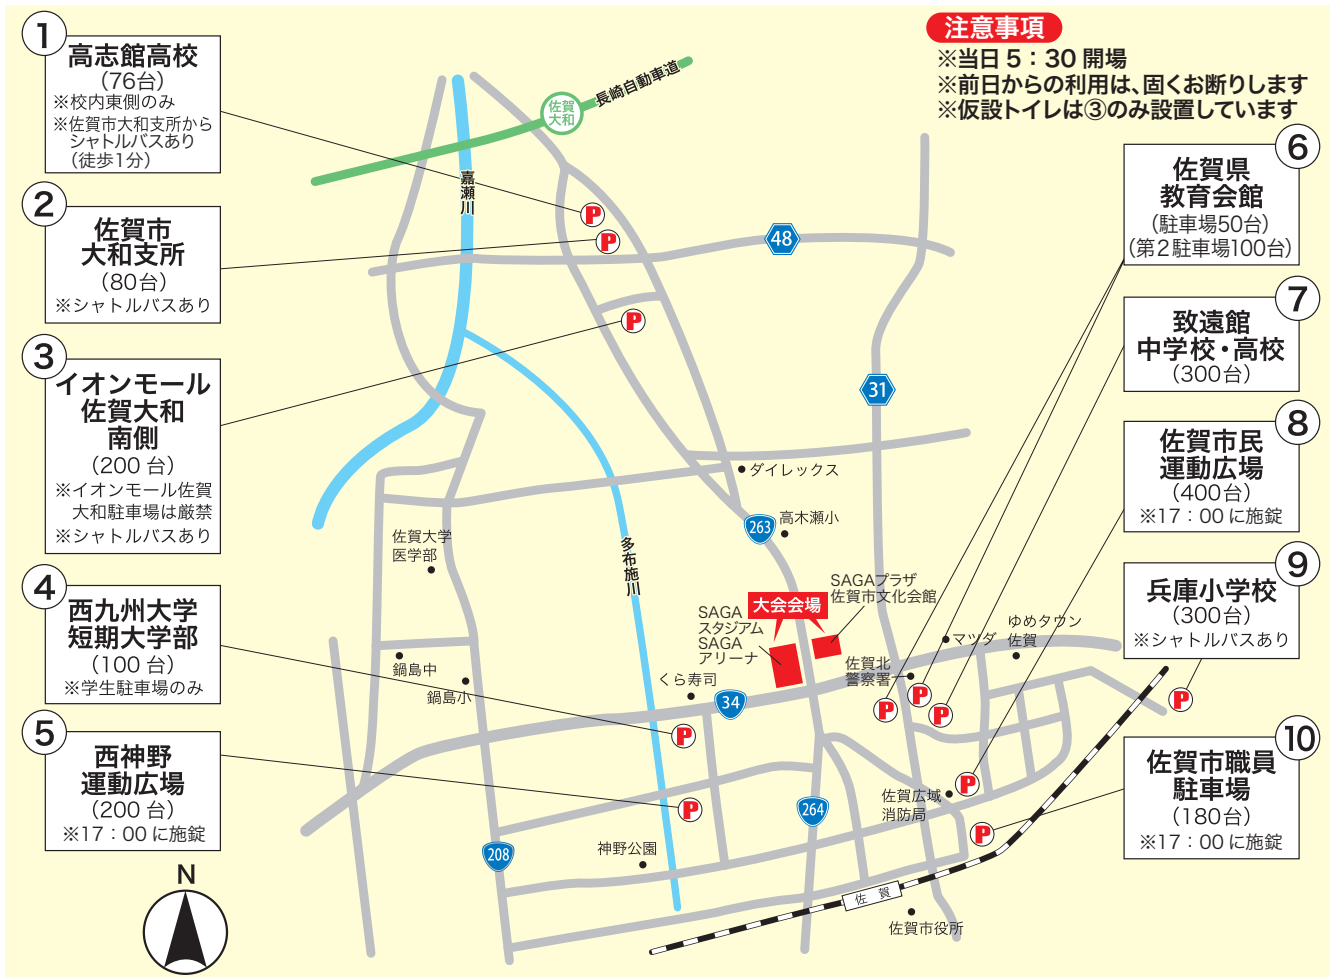 ①
高志館高校
（76台）
※校内東側のみ
※佐賀市大和支所から
シャトルバスあり
（徒歩1分）
②
佐賀市
大和支所
（80台）
※シャトルバスあり
③
イオンモール
佐賀大和
南側
（200台）
※イオンモール佐賀
大和駐車場は厳禁
※シャトルバスあり
④
西九州大学
短期大学部
（100台）
※学生駐車場のみ
⑤
西神野
運動広場
（200台）
※17：00に施錠
N
注意事項
※当日5：30開場
※前日からの利用は、固くお断りします
※仮設トイレは③のみ設置しています
⑥
佐賀県
教育会館
（駐車場50台）
（第2駐車場100台）
⑦
致遠館
中学校・高校
（300台）
⑧
佐賀市民
運動広場
（400台）
※17：00に施錠
⑨
兵庫小学校
（300台）
※シャトルバスあり
⑩
佐賀市職員
駐車場
（180台）
※17：00に施錠
長崎自動車道
佐賀
大和
嘉瀬川
P
P
48
P
31
ダイレックス
263
高木瀬小
佐賀大学
医学部
多布施川
SAGAプラザ
佐賀市文化会館
大会会場
SAGA
スタジアム
SAGA
アリーナ
ゆめタウン
佐賀
マツダ
佐賀北
警察署
鍋島中
鍋島小
くら寿司
34
P
P
P
P
P
P
佐賀広域
消防局
P
264
P
208
神野公園
佐賀
佐賀市役所